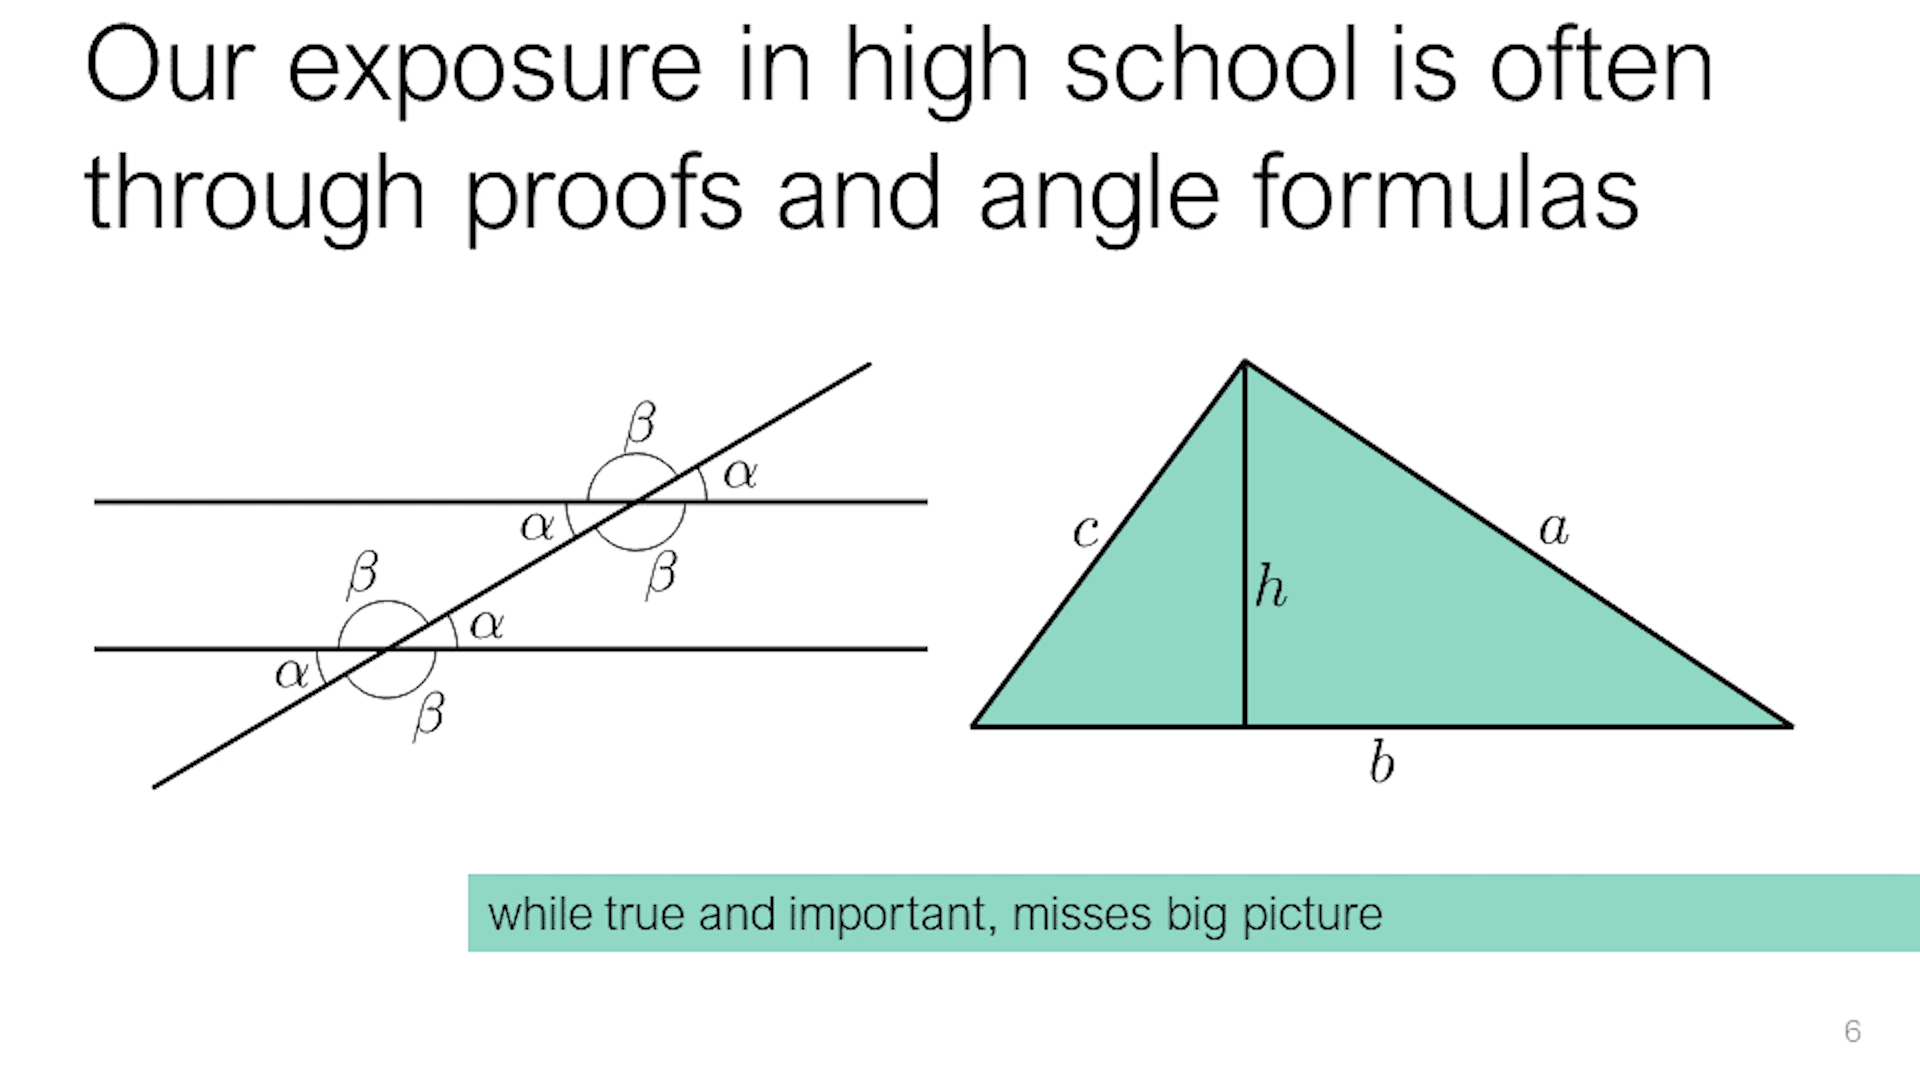 Our exposure in high school is often
through proofs and angle formulas
β
α
α
β
β
α
α
β
c
a
h
b
while true and important, misses big picture
6